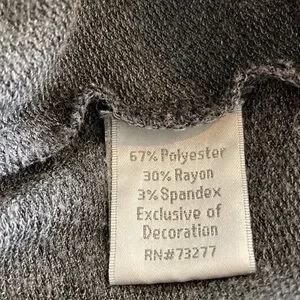 67% Polyester
30% Rayon
3% Spandex
Exclusive of
Decoration
RN#73277